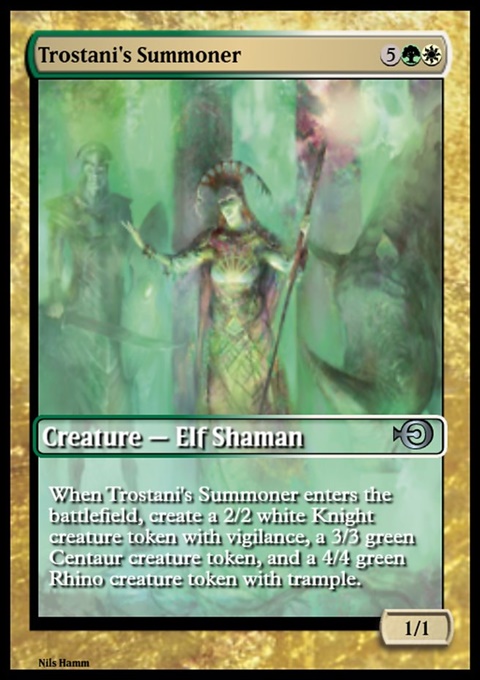 Trostani's Summoner 5
Creature — Elf Shaman
When Trostani's Summoner enters the
battlefield, create a 2/2 white Knight
creature token with vigilance, a 3/3 green
Centaur creature token, and a 4/4 green
Rhino creature token with trample.
1/1
Nils Hamm